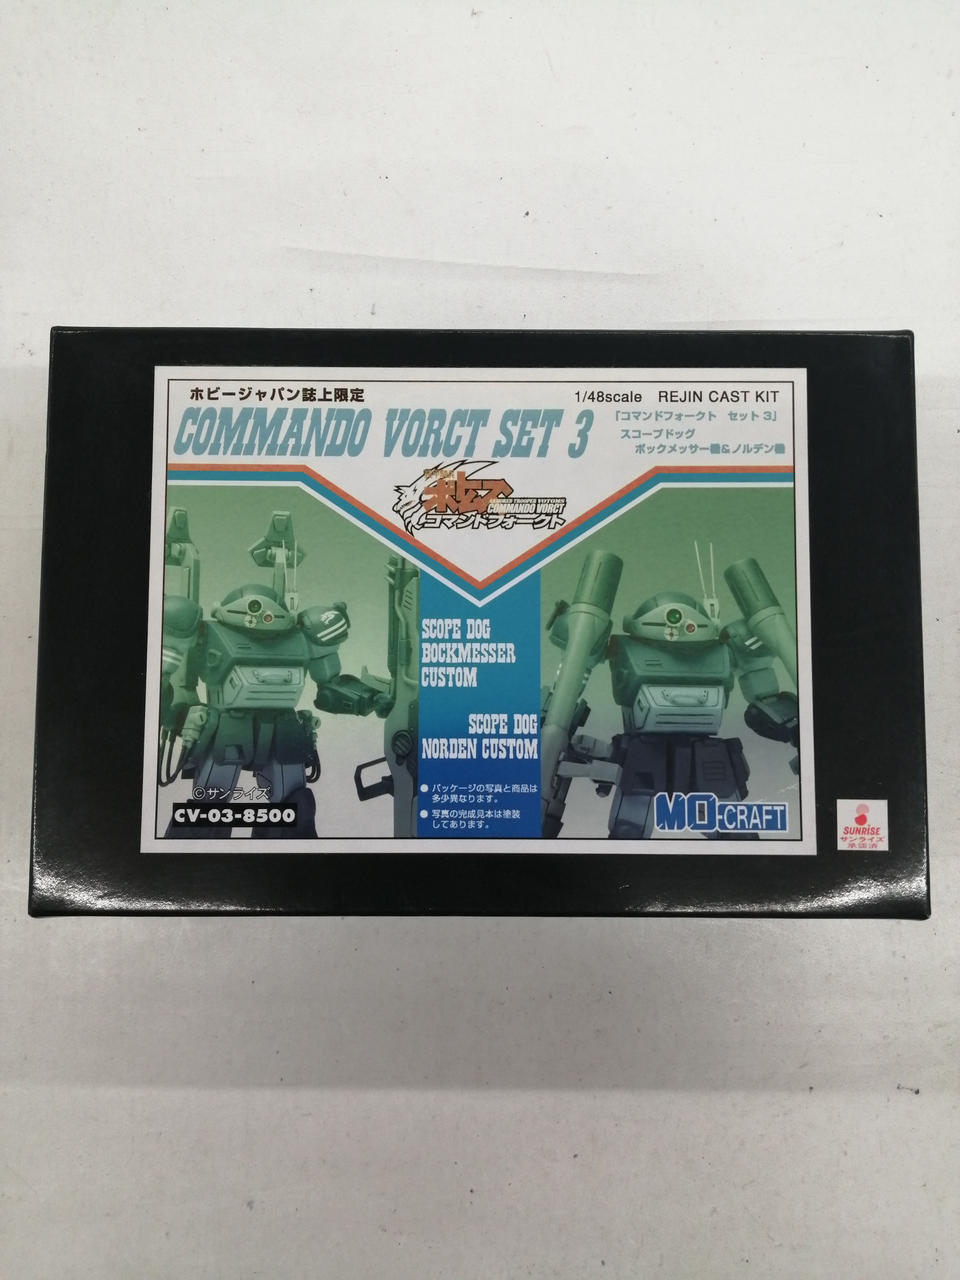 ホビージャパン誌上限定
COMMANDO VORCT SET 3
1/48scale REJIN CAST KIT
「コマンドフォークト セット3」
スコープドッグ
ボックメッサー機&ノルデン機
ARMORED TROOPER VOTOMS
COMMANDO VORCT
コマンドフォークト
SCOPE DOG
BOCKMESSER
CUSTOM
SCOPE DOG
NORDEN CUSTOM
● パッケージの写真と商品は
多少異なります。
● 写真の完成見本は塗装
してあります。
©サンライズ
CV-03-8500
MO-CRAFT
SUNRISE
サンライズ
承認済